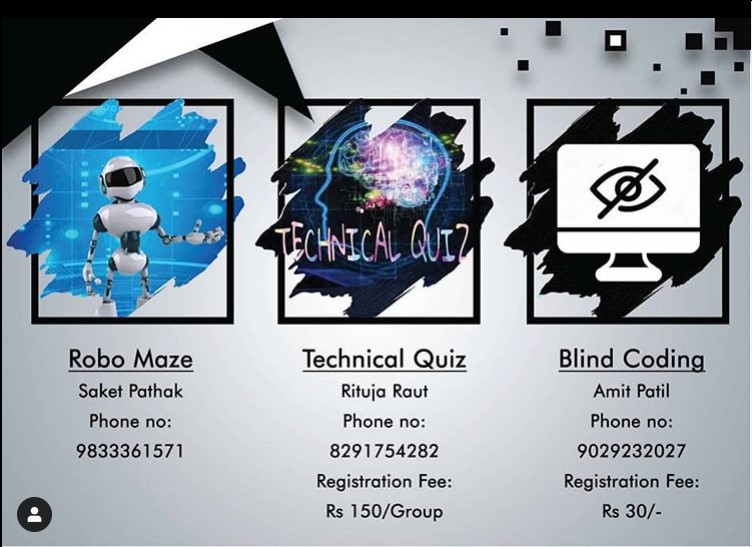 TECHNICAL QUIZ
Robo Maze
Saket Pathak
Phone no:
9833361571
Technical Quiz
Rituja Raut
Phone no:
8291754282
Registration Fee:
Rs 150/Group
Blind Coding
Amit Patil
Phone no:
9029232027
Registration Fee:
Rs 30/-